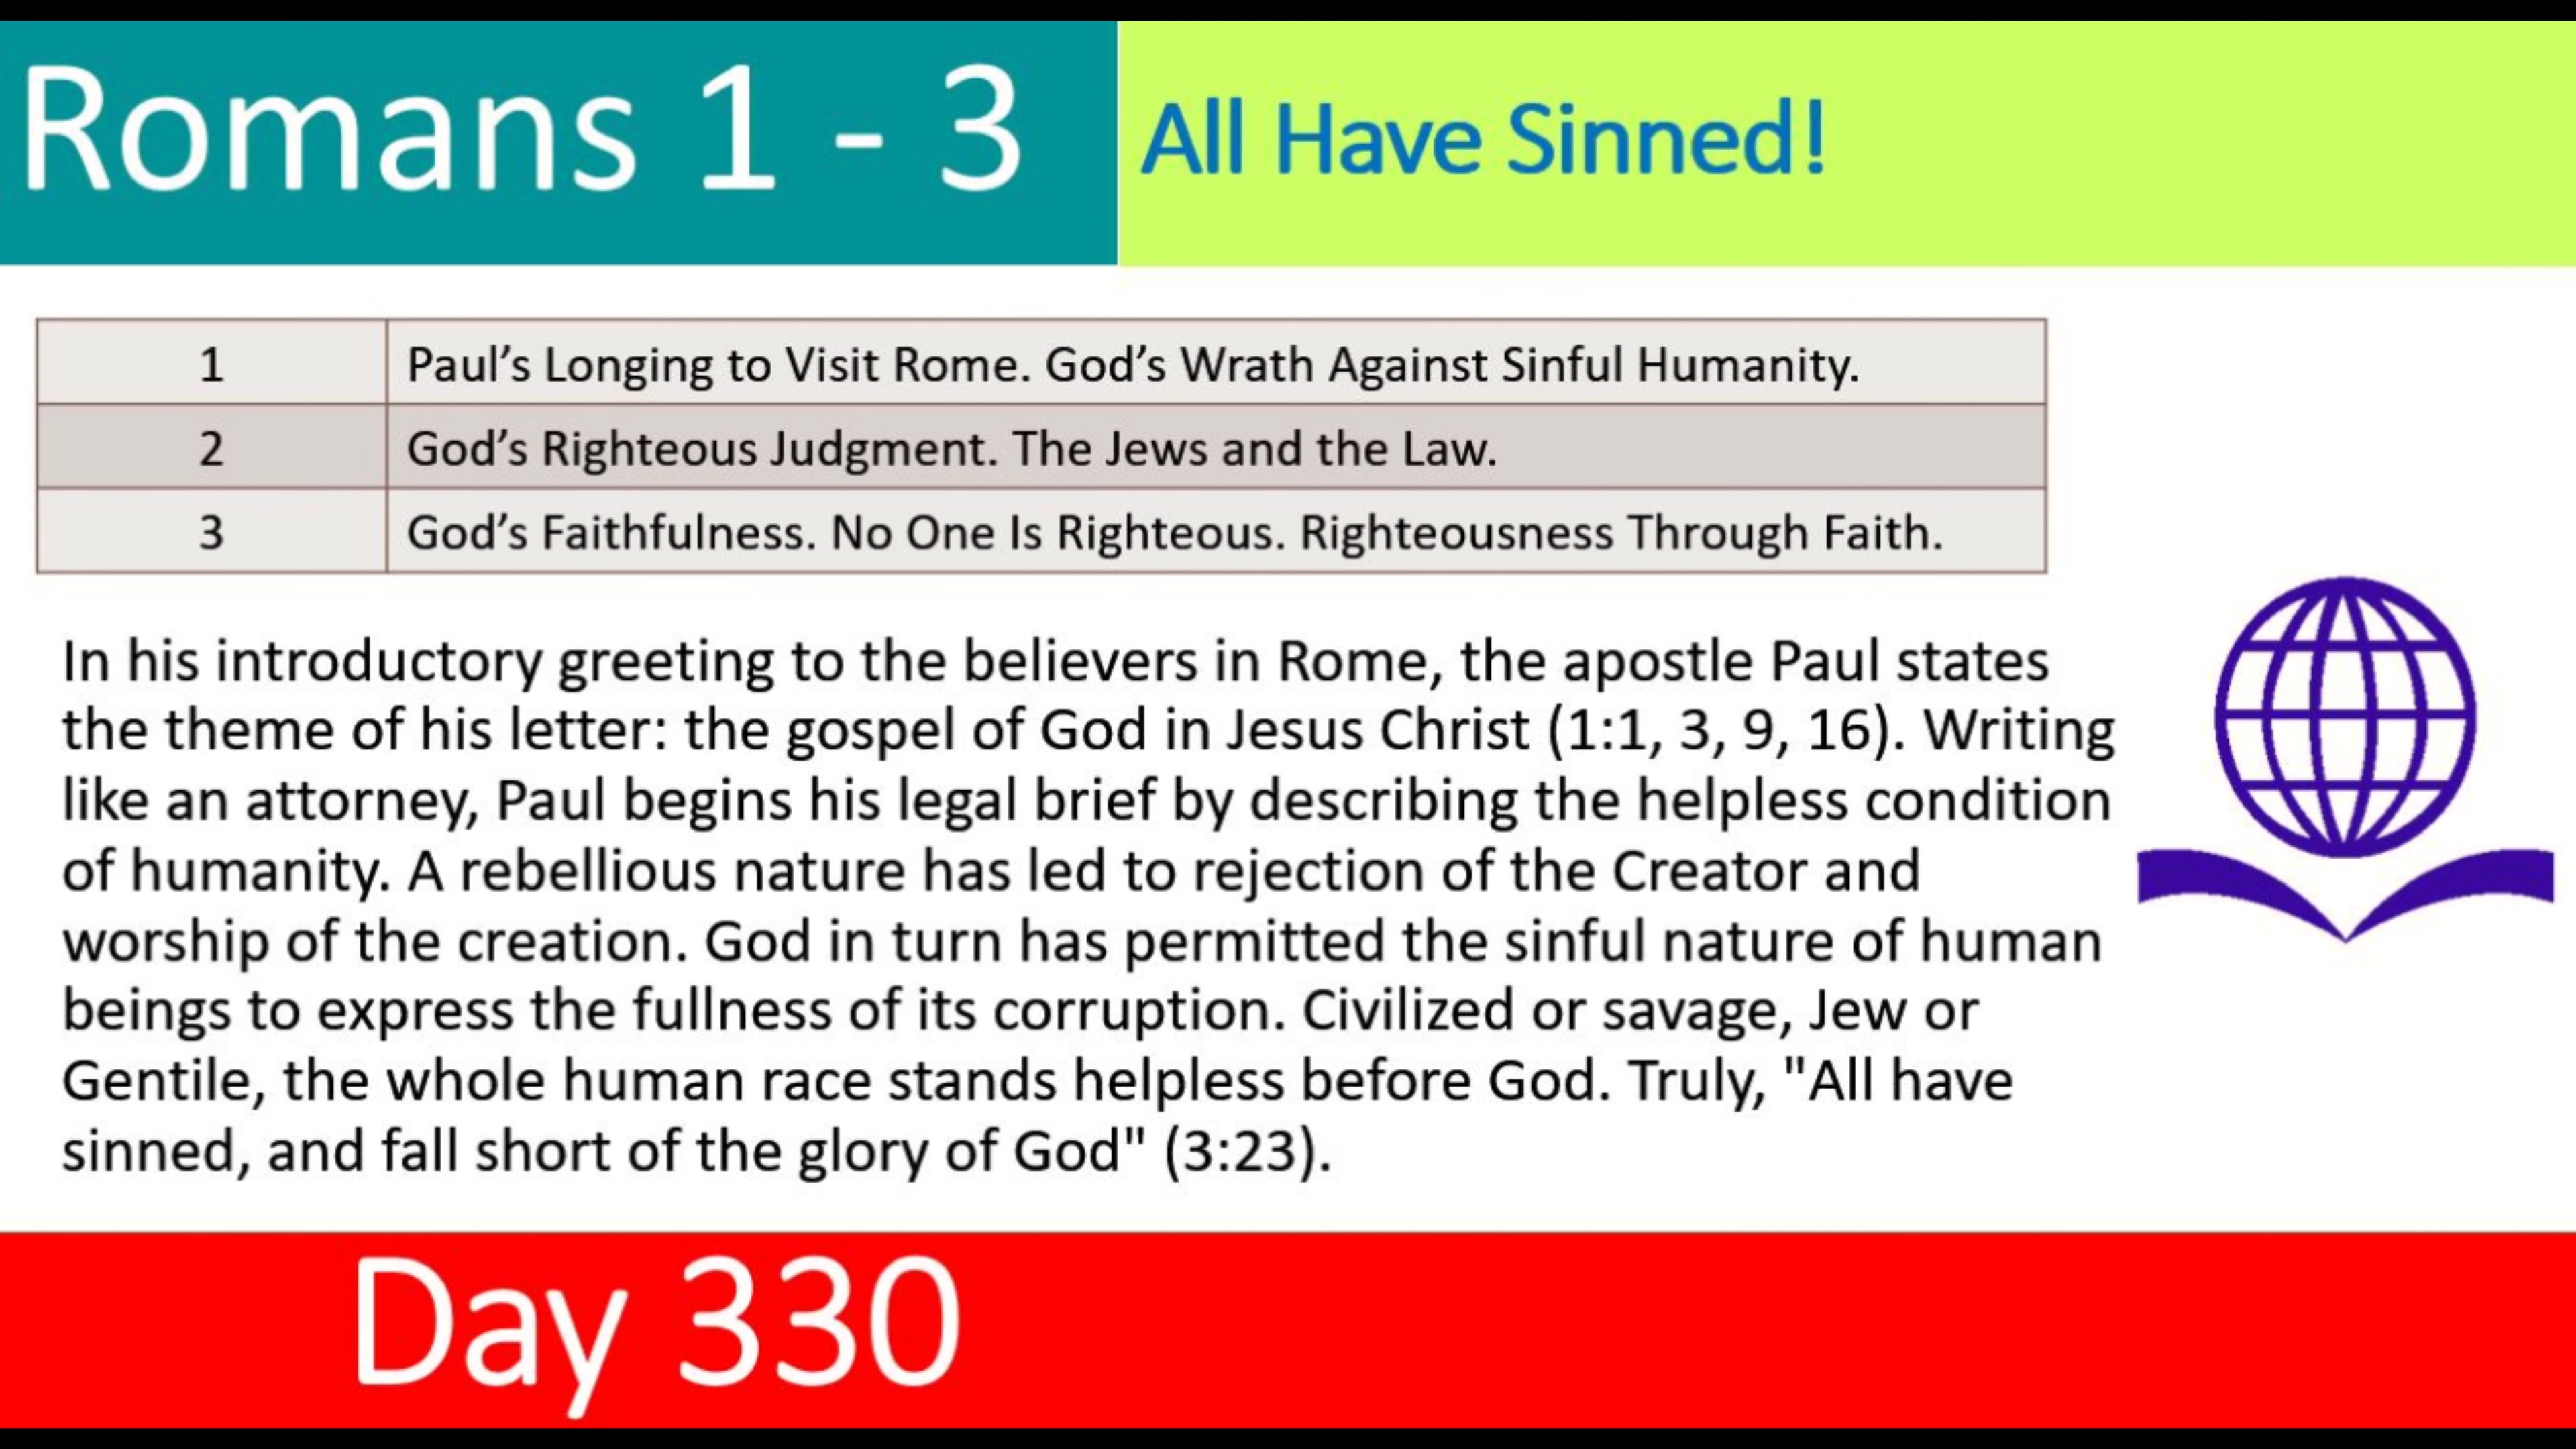 Romans 1 - 3
All Have Sinned!
1 Paul’s Longing to Visit Rome. God’s Wrath Against Sinful Humanity.
2 God’s Righteous Judgment. The Jews and the Law.
3 God’s Faithfulness. No One Is Righteous. Righteousness Through Faith.
In his introductory greeting to the believers in Rome, the apostle Paul states
the theme of his letter: the gospel of God in Jesus Christ (1:1, 3, 9, 16). Writing
like an attorney, Paul begins his legal brief by describing the helpless condition
of humanity. A rebellious nature has led to rejection of the Creator and
worship of the creation. God in turn has permitted the sinful nature of human
beings to express the fullness of its corruption. Civilized or savage, Jew or
Gentile, the whole human race stands helpless before God. Truly, "All have
sinned, and fall short of the glory of God" (3:23).
Day 330